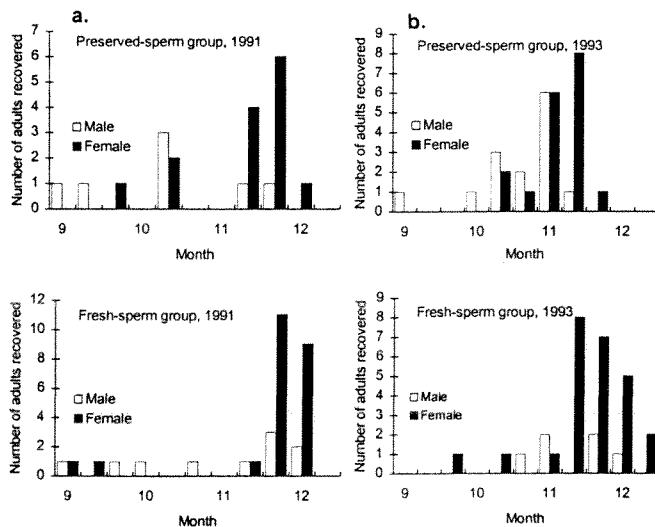 a.
Preserved-sperm group, 1991
Number of adults recovered
7
6
5
4
3
2
1
0
Male
Female
9 10 11 12
Month
b.
Preserved-sperm group, 1993
Number of adults recovered
9
8
7
6
5
4
3
2
1
0
Male
Female
9 10 11 12
Month
Fresh-sperm group, 1991
Number of adults recovered
12
10
8
6
4
2
0
Male
Female
9 10 11 12
Month
Fresh-sperm group, 1993
Number of adults recovered
9
8
7
6
5
4
3
2
1
0
Male
Female
9 10 11 12
Month